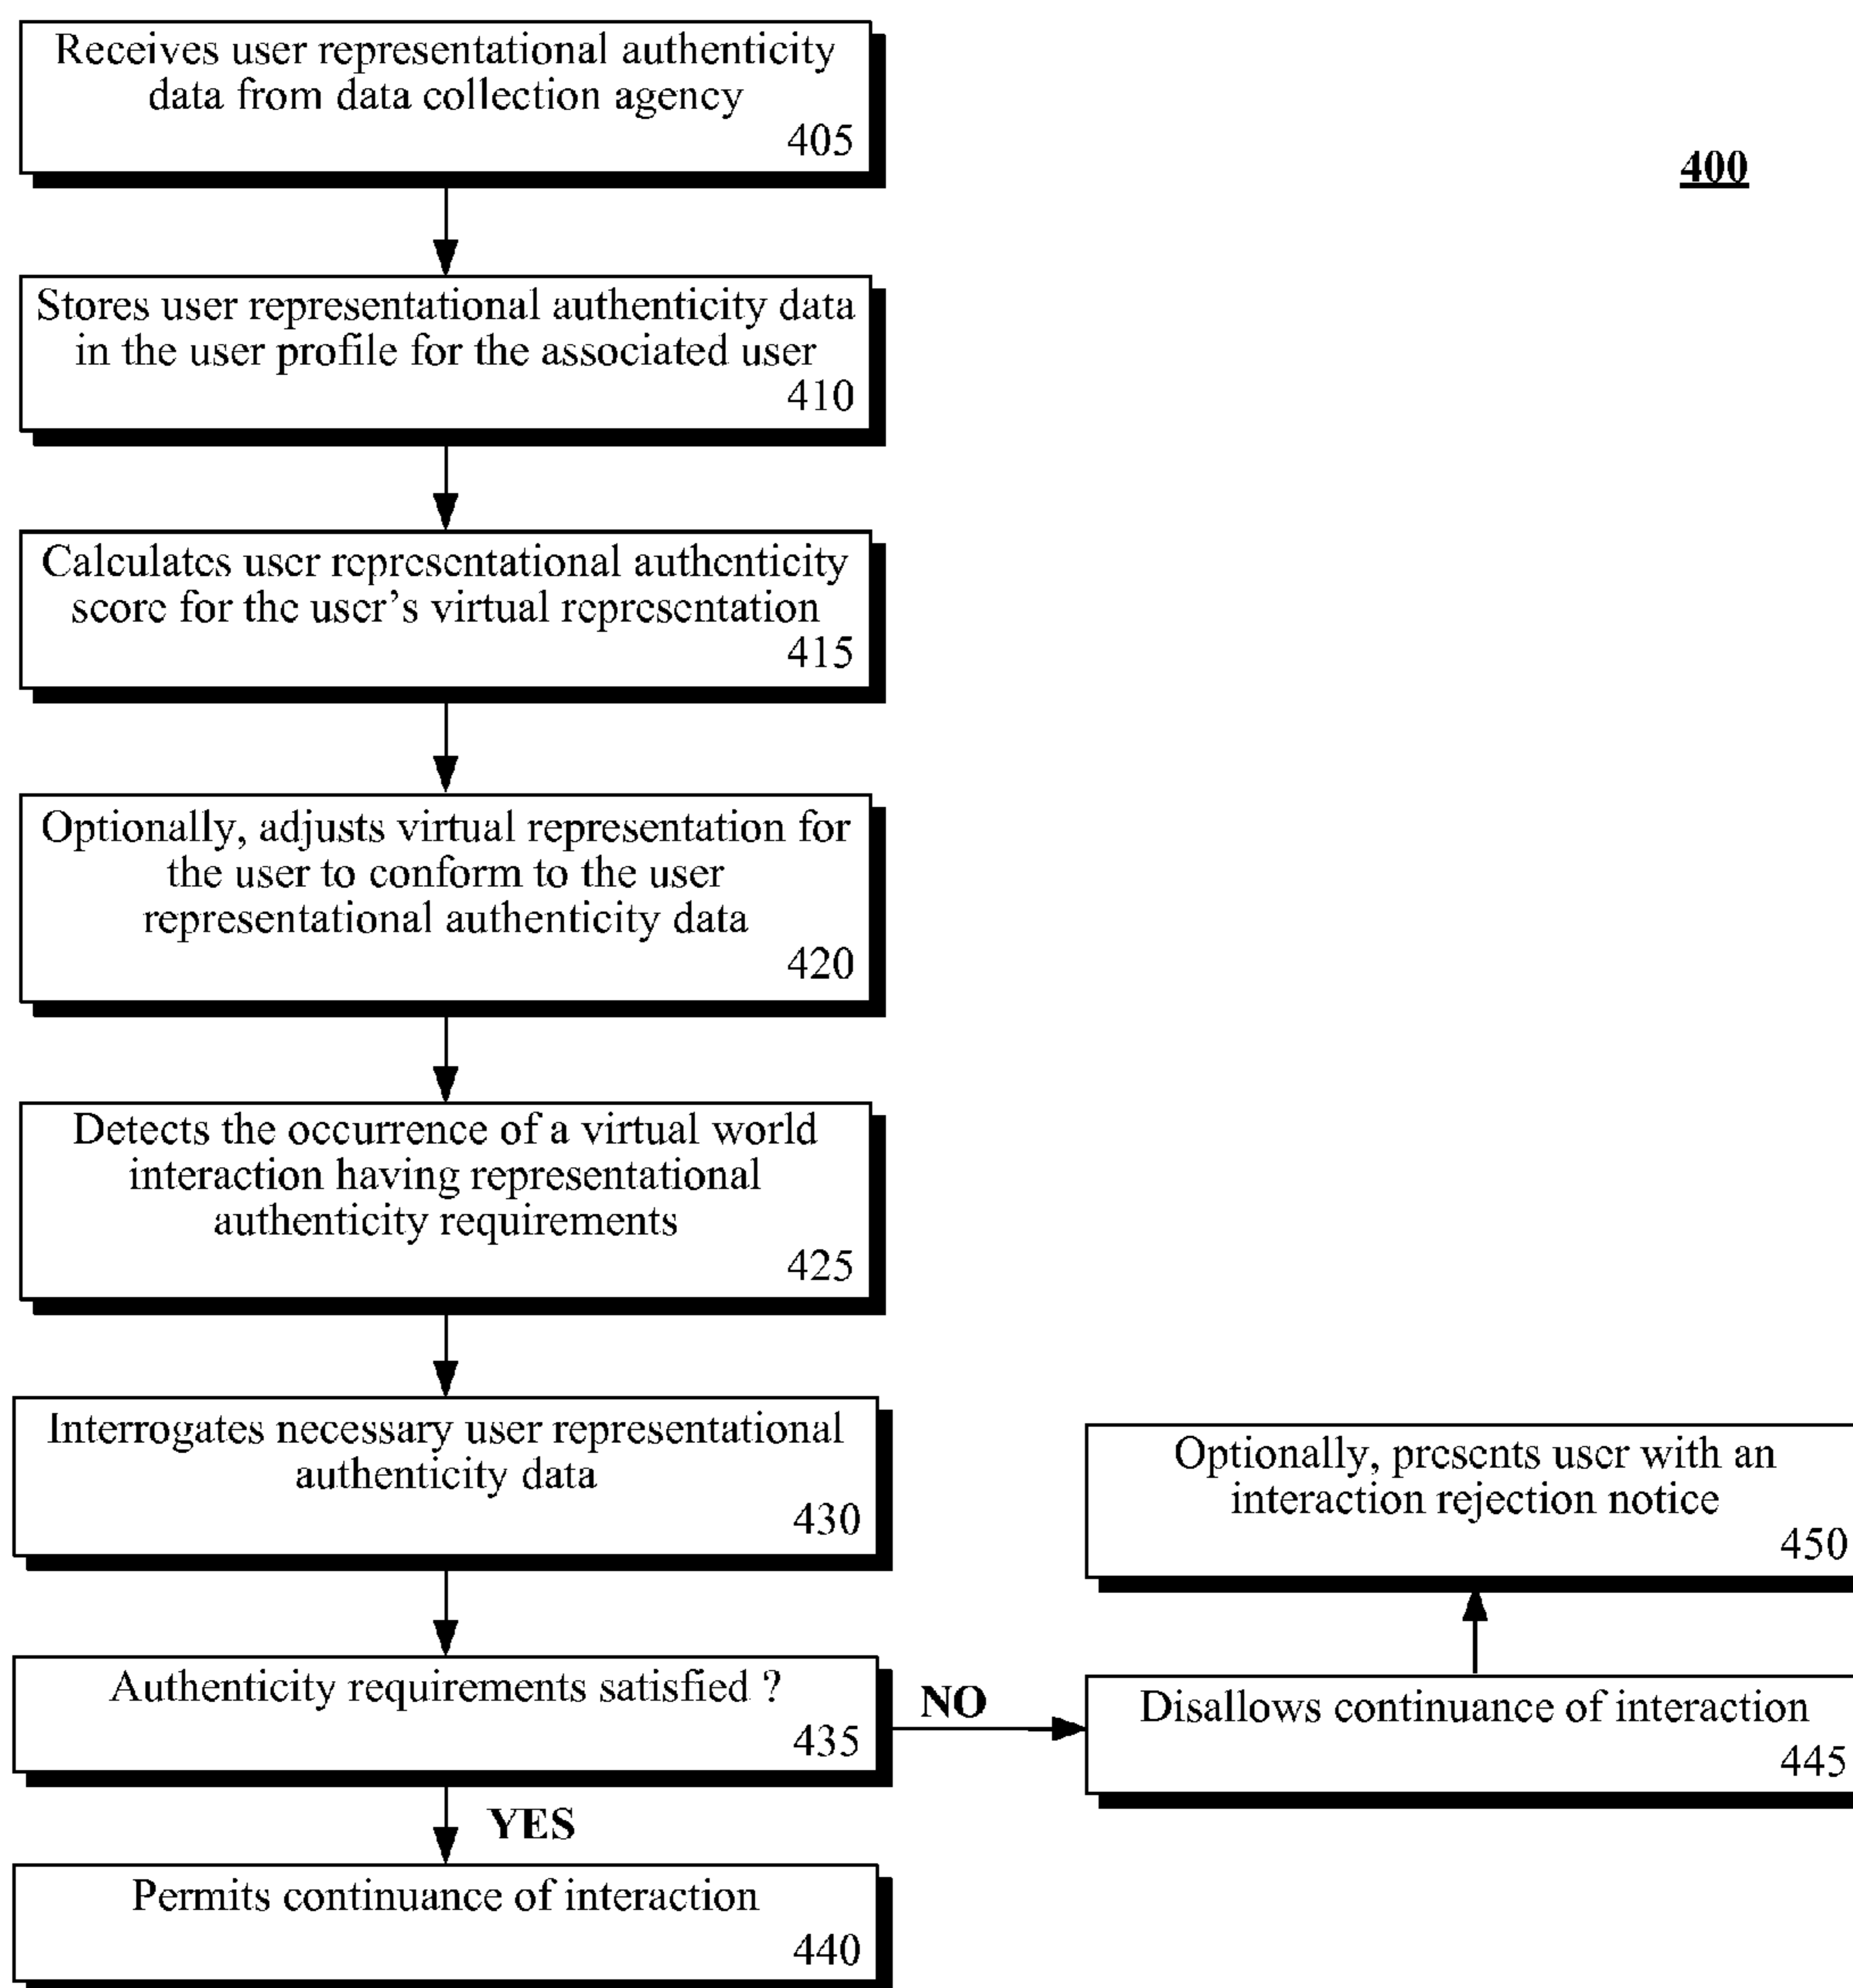 Receives user representational authenticity
data from data collection agency
405
400
Stores user representational authenticity data
in the user profile for the associated user
410
Calculates user representational authenticity
score for the user's virtual representation
415
Optionally, adjusts virtual representation for
the user to conform to the user
representational authenticity data
420
Detects the occurrence of a virtual world
interaction having representational
authenticity requirements
425
Interrogates necessary user representational
authenticity data
430
Optionally, presents user with an
interaction rejection notice
450
Authenticity requirements satisfied ?
435
NO
Disallows continuance of interaction
445
YES
Permits continuance of interaction
440